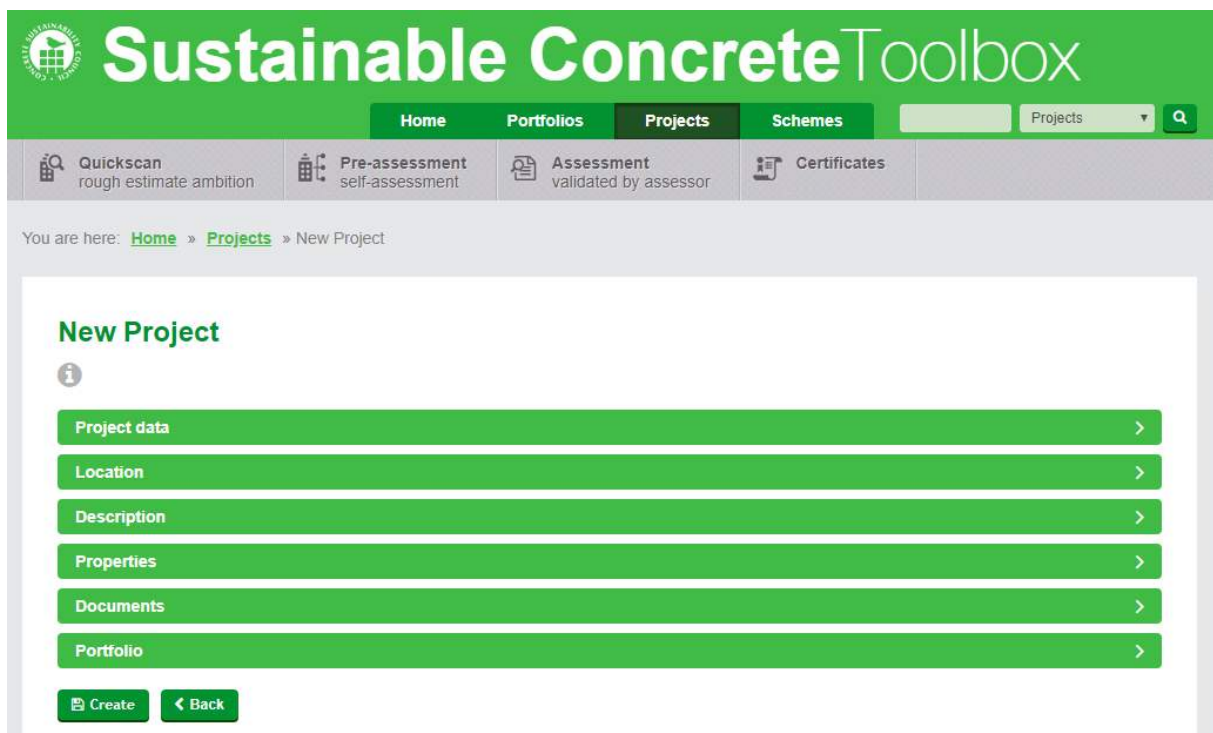 Sustainable ConcreteToolbox
Home Portfolios Projects Schemes Projects
Quickscan
rough estimate ambition
Pre-assessment
self-assessment
Assessment
validated by assessor
Certificates
You are here: Home » Projects » New Project
New Project
Project data
Location
Description
Properties
Documents
Portfolio
Create Back